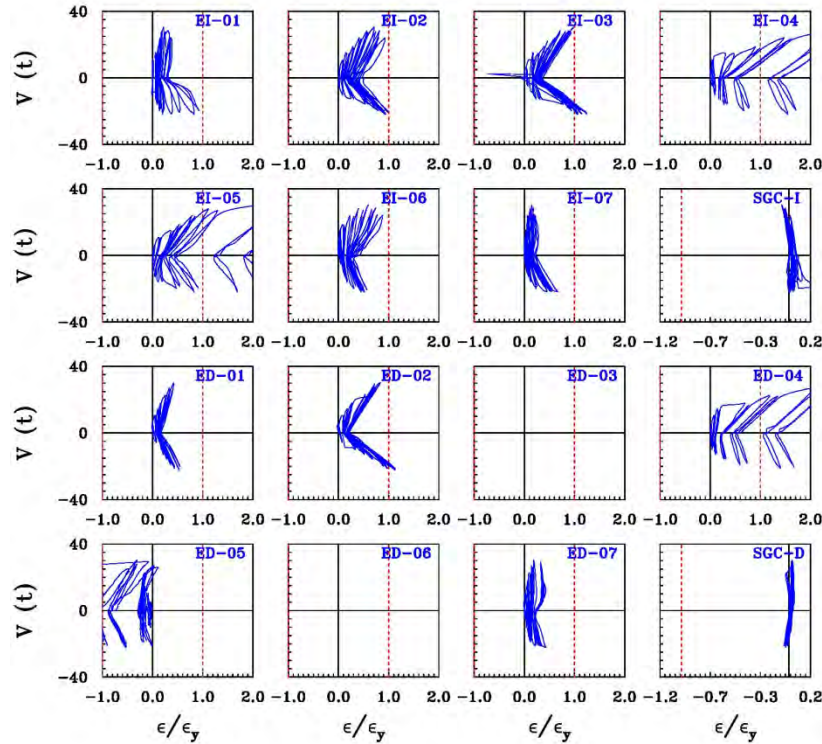 EI-01 EI-02 EI-03 EI-04
40
V (t)
0
-40
-1.0 0.0 1.0 2.0 -1.0 0.0 1.0 2.0 -1.0 0.0 1.0 2.0 -1.0 0.0 1.0 2.0
EI-05 EI-06 EI-07 SGC-I
40
V (t)
0
-40
-1.0 0.0 1.0 2.0 -1.0 0.0 1.0 2.0 -1.0 0.0 1.0 2.0 -1.2 -0.7 -0.3 0.2
ED-01 ED-02 ED-03 ED-04
40
V (t)
0
-40
-1.0 0.0 1.0 2.0 -1.0 0.0 1.0 2.0 -1.0 0.0 1.0 2.0 -1.0 0.0 1.0 2.0
ED-05 ED-06 ED-07 SGC-D
40
V (t)
0
-40
-1.0 0.0 1.0 2.0 -1.0 0.0 1.0 2.0 -1.0 0.0 1.0 2.0 -1.2 -0.7 -0.3 0.2
ϵ/ϵy ϵ/ϵy ϵ/ϵy ϵ/ϵy